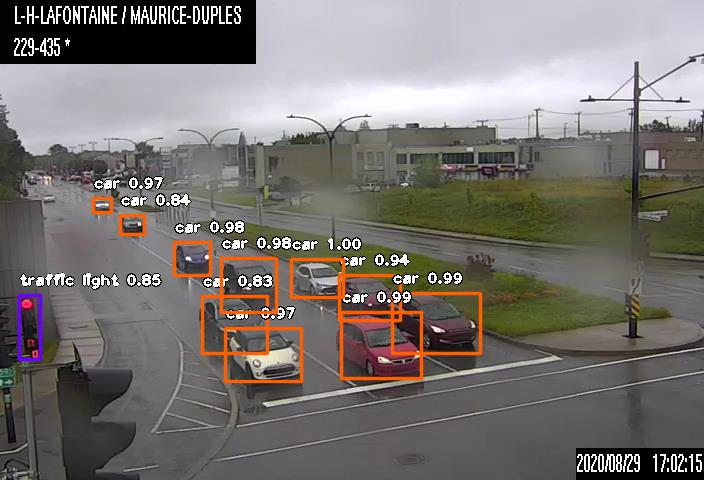 L-H-LAFONTAINE / MAURICE-DUPLES
229-435 *
car 0.97
car 0.84
car 0.98
car 0.98
car 1.00
car 0.94
car 0.99
traffic light 0.85
car 0.83
car 0.99
car 0.97
2020/08/29 17:02:15